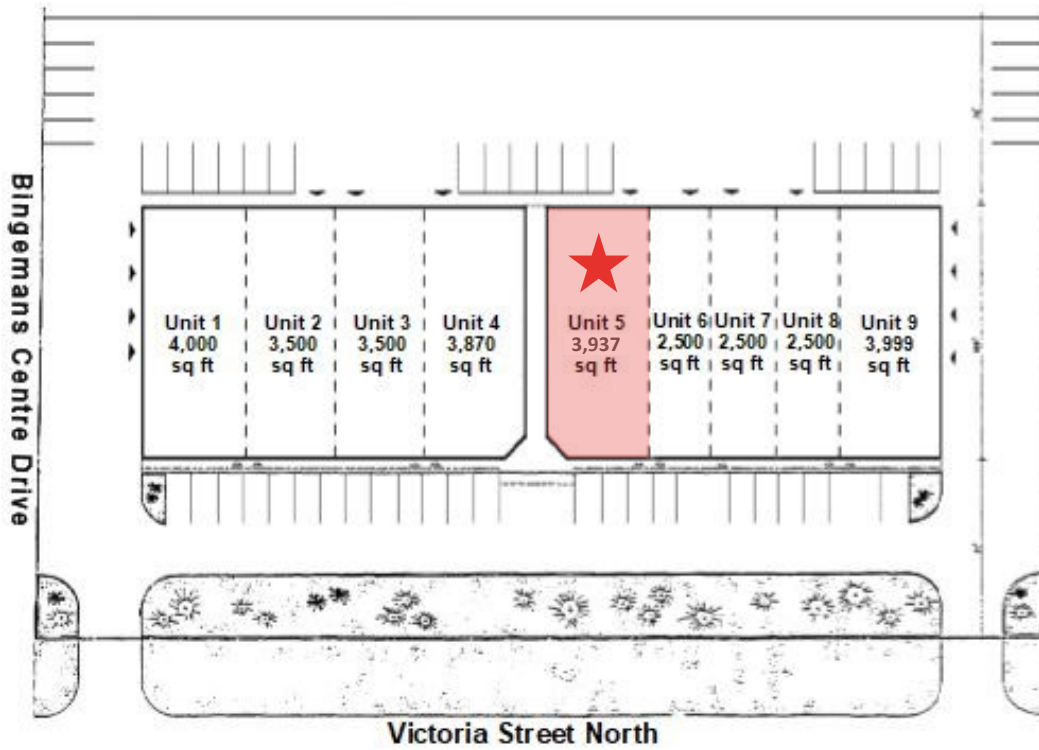 Bingemans Centre Drive
Unit 1
4,000
sq ft
Unit 2
3,500
sq ft
Unit 3
3,500
sq ft
Unit 4
3,870
sq ft
Unit 5
3,937
sq ft
Unit 6
2,500
sq ft
Unit 7
2,500
sq ft
Unit 8
2,500
sq ft
Unit 9
3,999
sq ft
Victoria Street North